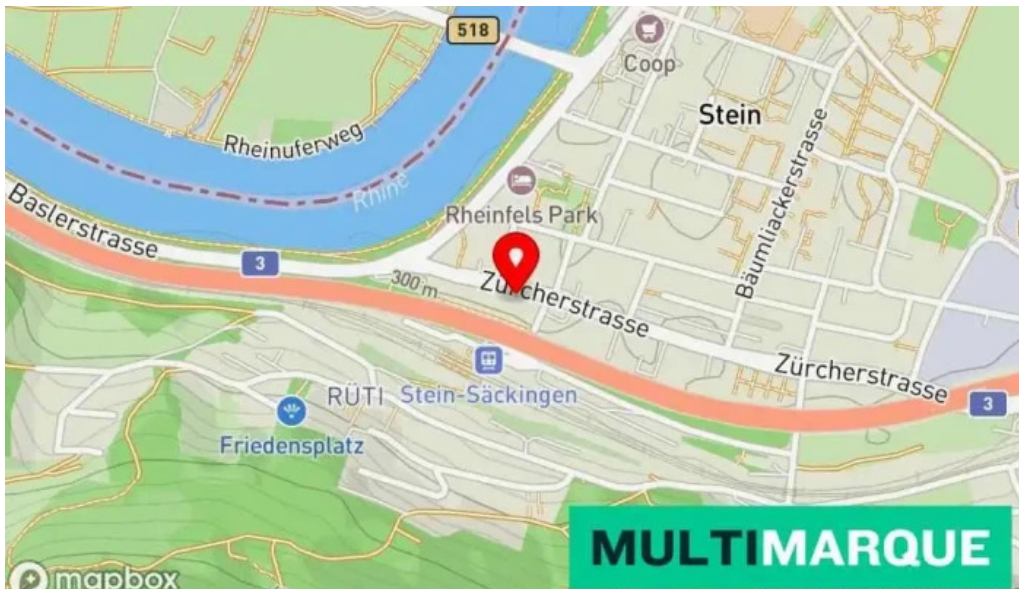 518
Coop
Stein
Rheinuferweg
Bäumliackerstrasse
Rhine
Rheinfels Park
Baslerstrasse
3
300 m
Zürcherstrasse
Zürcherstrasse
RÜTI
Stein-Säckingen
3
Friedensplatz
MULTIMARQUE
mapbox